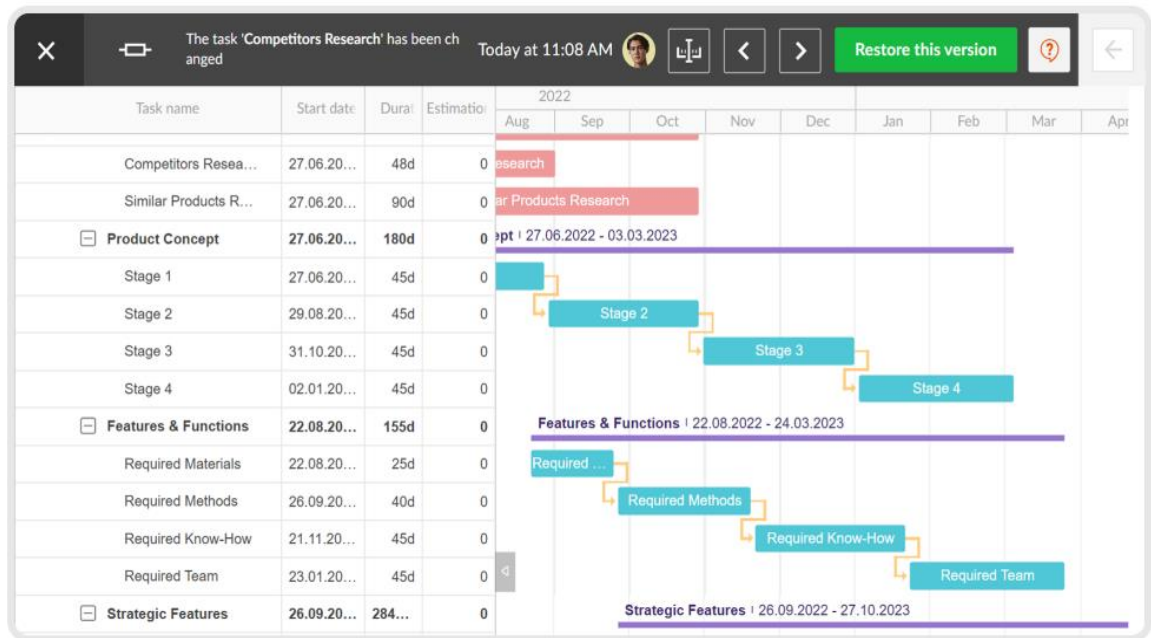 The task 'Competitors Research' has been ch
anged
Today at 11:08 AM
Restore this version
Task name Start date Durat Estimation
2022
Aug Sep Oct Nov Dec Jan Feb Mar Apr
Competitors Resea... 27.06.20... 48d 0 esearch
Similar Products R... 27.06.20... 90d 0 ar Products Research
Product Concept 27.06.20... 180d 0 ept 27.06.2022 - 03.03.2023
Stage 1 27.06.20... 45d 0
Stage 2 29.08.20... 45d 0 Stage 2
Stage 3 31.10.20... 45d 0 Stage 3
Stage 4 02.01.20... 45d 0 Stage 4
Features & Functions 22.08.20... 155d 0 Features & Functions 22.08.2022 - 24.03.2023
Required Materials 22.08.20... 25d 0 Required ...
Required Methods 26.09.20... 40d 0 Required Methods
Required Know-How 21.11.20... 45d 0 Required Know-How
Required Team 23.01.20... 45d 0 Required Team
Strategic Features 26.09.20... 284... 0 Strategic Features 26.09.2022 - 27.10.2023